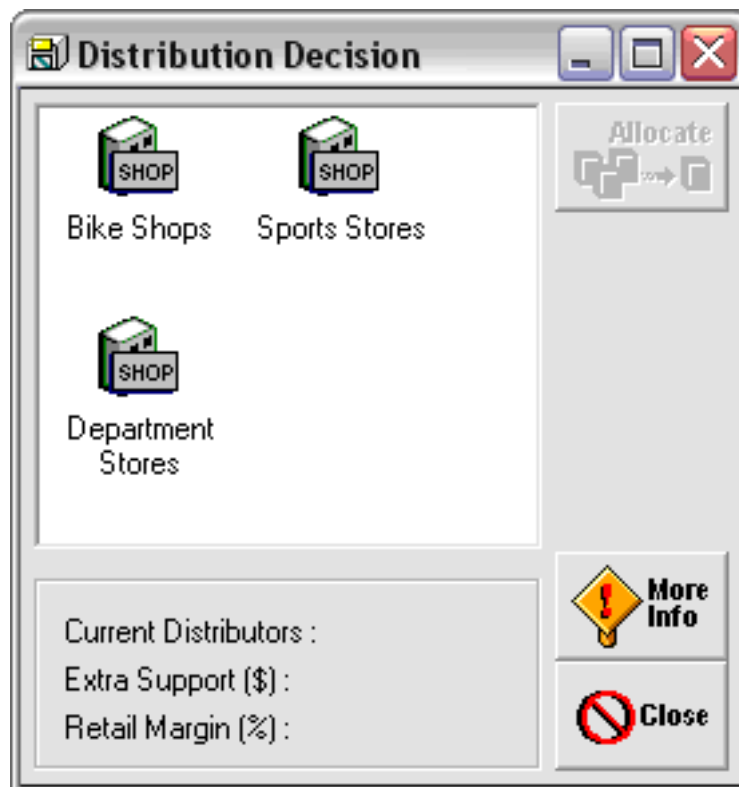 Distribution Decision
SHOP
SHOP
Bike Shops
Sports Stores
SHOP
Department
Stores
Allocate
More
Info
Close
Current Distributors :
Extra Support ($) :
Retail Margin (%) :